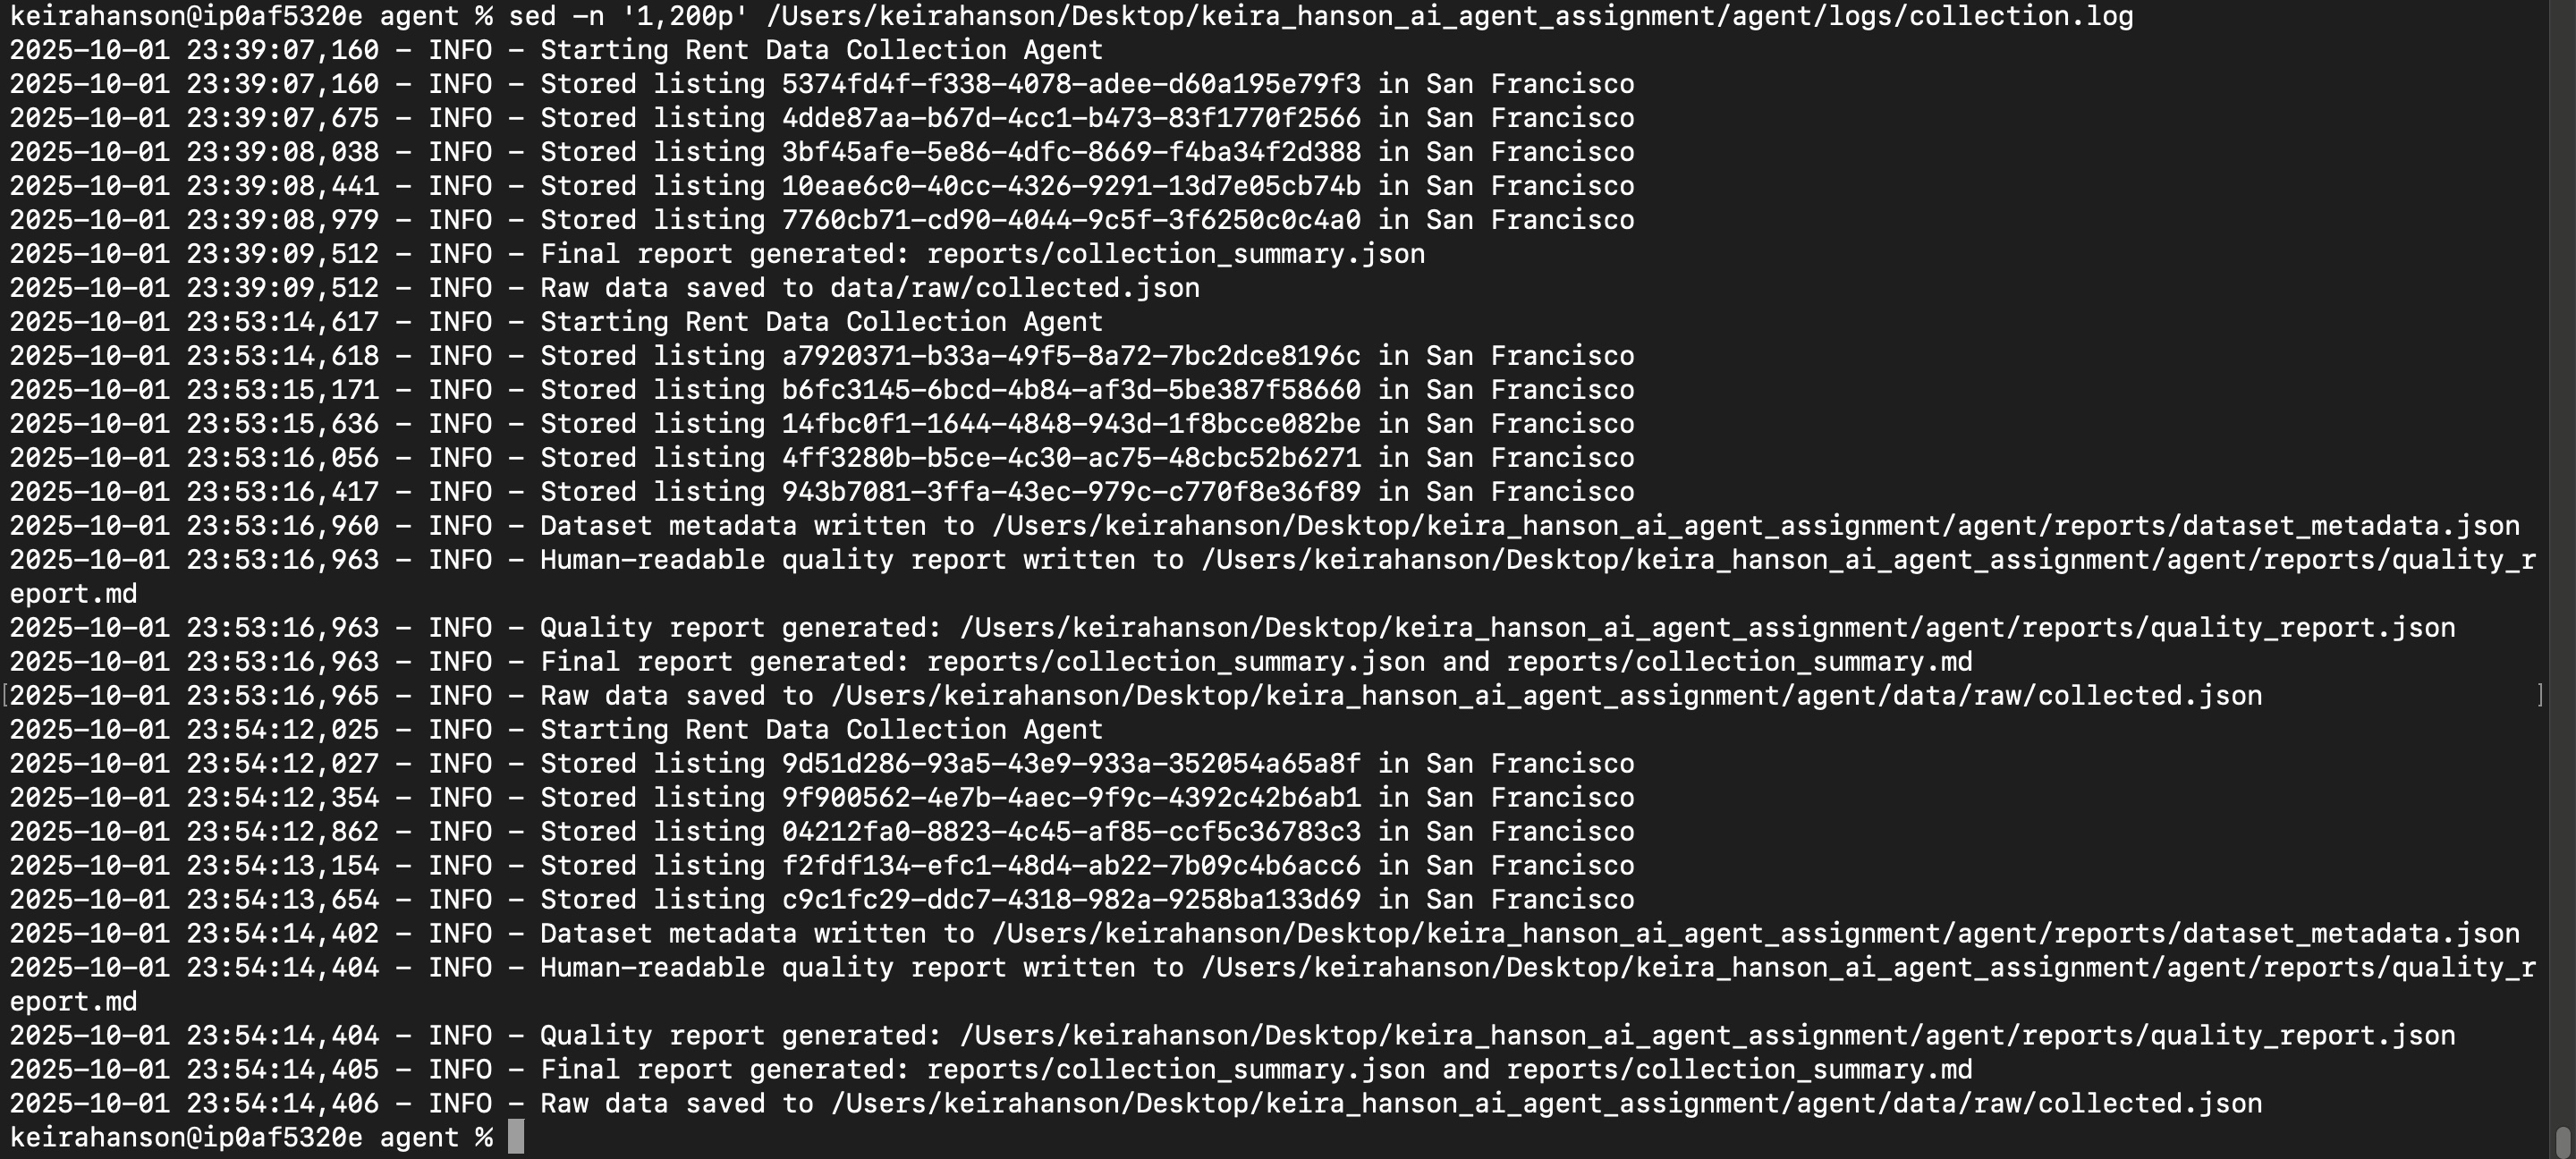 keirahanson@ip0af5320e agent % sed -n '1,200p' /Users/keirahanson/Desktop/keira_hanson_ai_agent_assignment/agent/logs/collection.log
2025-10-01 23:39:07,160 - INFO - Starting Rent Data Collection Agent
2025-10-01 23:39:07,160 - INFO - Stored listing 5374fd4f-f338-4078-adee-d60a195e79f3 in San Francisco
2025-10-01 23:39:07,675 - INFO - Stored listing 4dde87aa-b67d-4cc1-b473-83f1770f2566 in San Francisco
2025-10-01 23:39:08,038 - INFO - Stored listing 3bf45afe-5e86-4dfc-8669-f4ba34f2d388 in San Francisco
2025-10-01 23:39:08,441 - INFO - Stored listing 10eae6c0-40cc-4326-9291-13d7e05cb74b in San Francisco
2025-10-01 23:39:08,979 - INFO - Stored listing 7760cb71-cd90-4044-9c5f-3f6250c0c4a0 in San Francisco
2025-10-01 23:39:09,512 - INFO - Final report generated: reports/collection_summary.json
2025-10-01 23:39:09,512 - INFO - Raw data saved to data/raw/collected.json
2025-10-01 23:53:14,617 - INFO - Starting Rent Data Collection Agent
2025-10-01 23:53:14,618 - INFO - Stored listing a7920371-b33a-49f5-8a72-7bc2dce8196c in San Francisco
2025-10-01 23:53:15,171 - INFO - Stored listing b6fc3145-6bcd-4b84-af3d-5be387f58660 in San Francisco
2025-10-01 23:53:15,636 - INFO - Stored listing 14fbc0f1-1644-4848-943d-1f8bcce082be in San Francisco
2025-10-01 23:53:16,056 - INFO - Stored listing 4ff3280b-b5ce-4c30-ac75-48cbc52b6271 in San Francisco
2025-10-01 23:53:16,417 - INFO - Stored listing 943b7081-3ffa-43ec-979c-c770f8e36f89 in San Francisco
2025-10-01 23:53:16,960 - INFO - Dataset metadata written to /Users/keirahanson/Desktop/keira_hanson_ai_agent_assignment/agent/reports/dataset_metadata.json
2025-10-01 23:53:16,963 - INFO - Human-readable quality report written to /Users/keirahanson/Desktop/keira_hanson_ai_agent_assignment/agent/reports/quality_r
eport.md
2025-10-01 23:53:16,963 - INFO - Quality report generated: /Users/keirahanson/Desktop/keira_hanson_ai_agent_assignment/agent/reports/quality_report.json
2025-10-01 23:53:16,963 - INFO - Final report generated: reports/collection_summary.json and reports/collection_summary.md
[2025-10-01 23:53:16,965 - INFO - Raw data saved to /Users/keirahanson/Desktop/keira_hanson_ai_agent_assignment/agent/data/raw/collected.json ]
2025-10-01 23:54:12,025 - INFO - Starting Rent Data Collection Agent
2025-10-01 23:54:12,027 - INFO - Stored listing 9d51d286-93a5-43e9-933a-352054a65a8f in San Francisco
2025-10-01 23:54:12,354 - INFO - Stored listing 9f900562-4e7b-4aec-9f9c-4392c42b6ab1 in San Francisco
2025-10-01 23:54:12,862 - INFO - Stored listing 04212fa0-8823-4c45-af85-ccf5c36783c3 in San Francisco
2025-10-01 23:54:13,154 - INFO - Stored listing f2fdf134-efc1-48d4-ab22-7b09c4b6acc6 in San Francisco
2025-10-01 23:54:13,654 - INFO - Stored listing c9c1fc29-ddc7-4318-982a-9258ba133d69 in San Francisco
2025-10-01 23:54:14,402 - INFO - Dataset metadata written to /Users/keirahanson/Desktop/keira_hanson_ai_agent_assignment/agent/reports/dataset_metadata.json
2025-10-01 23:54:14,404 - INFO - Human-readable quality report written to /Users/keirahanson/Desktop/keira_hanson_ai_agent_assignment/agent/reports/quality_r
eport.md
2025-10-01 23:54:14,404 - INFO - Quality report generated: /Users/keirahanson/Desktop/keira_hanson_ai_agent_assignment/agent/reports/quality_report.json
2025-10-01 23:54:14,405 - INFO - Final report generated: reports/collection_summary.json and reports/collection_summary.md
2025-10-01 23:54:14,406 - INFO - Raw data saved to /Users/keirahanson/Desktop/keira_hanson_ai_agent_assignment/agent/data/raw/collected.json
keirahanson@ip0af5320e agent %